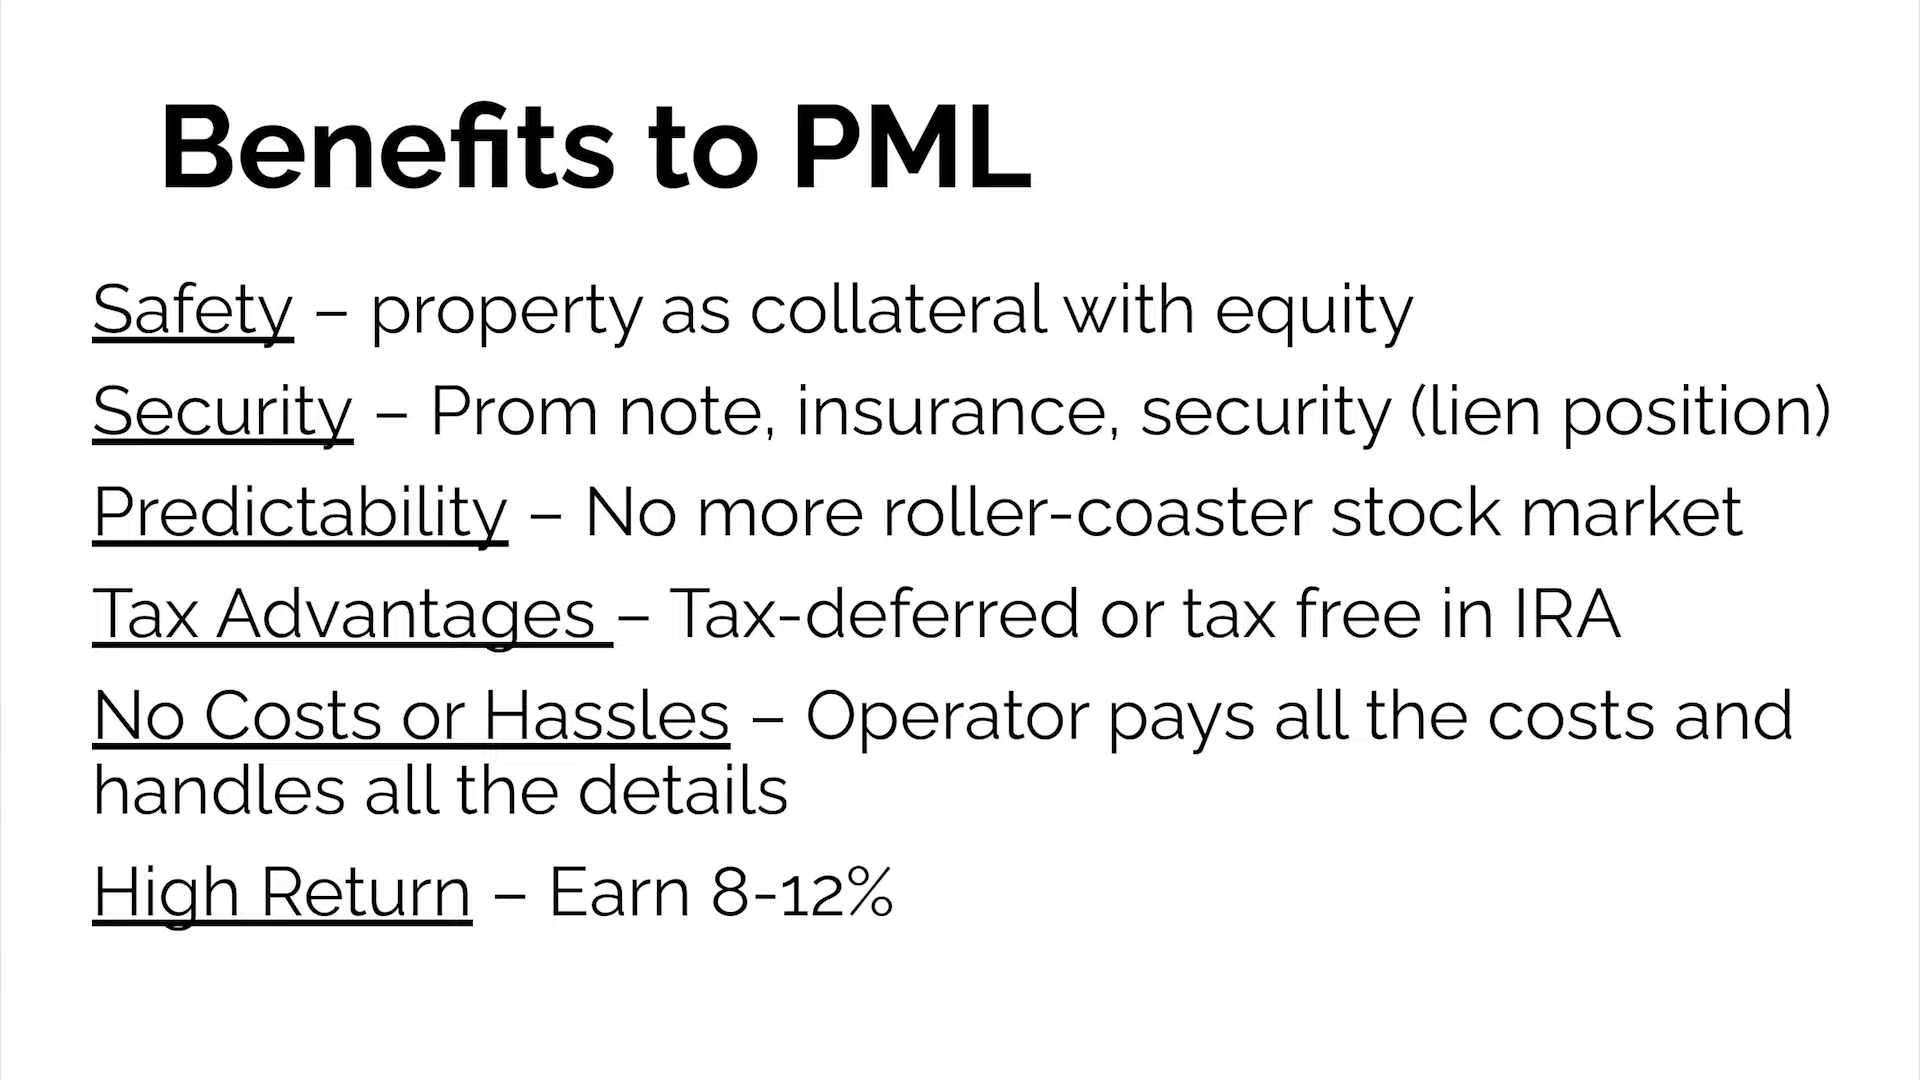 Benefits to PML
Safety – property as collateral with equity
Security – Prom note, insurance, security (lien position)
Predictability – No more roller-coaster stock market
Tax Advantages – Tax-deferred or tax free in IRA
No Costs or Hassles – Operator pays all the costs and
handles all the details
High Return – Earn 8-12%